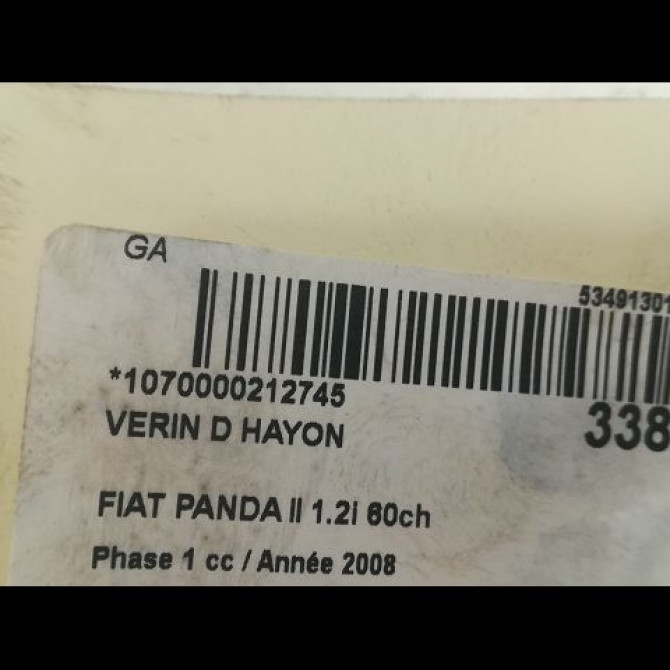 GA
53491301
*1070000212745
338
VERIN D HAYON
FIAT PANDA II 1.2i 60ch
Phase 1 cc / Année 2008